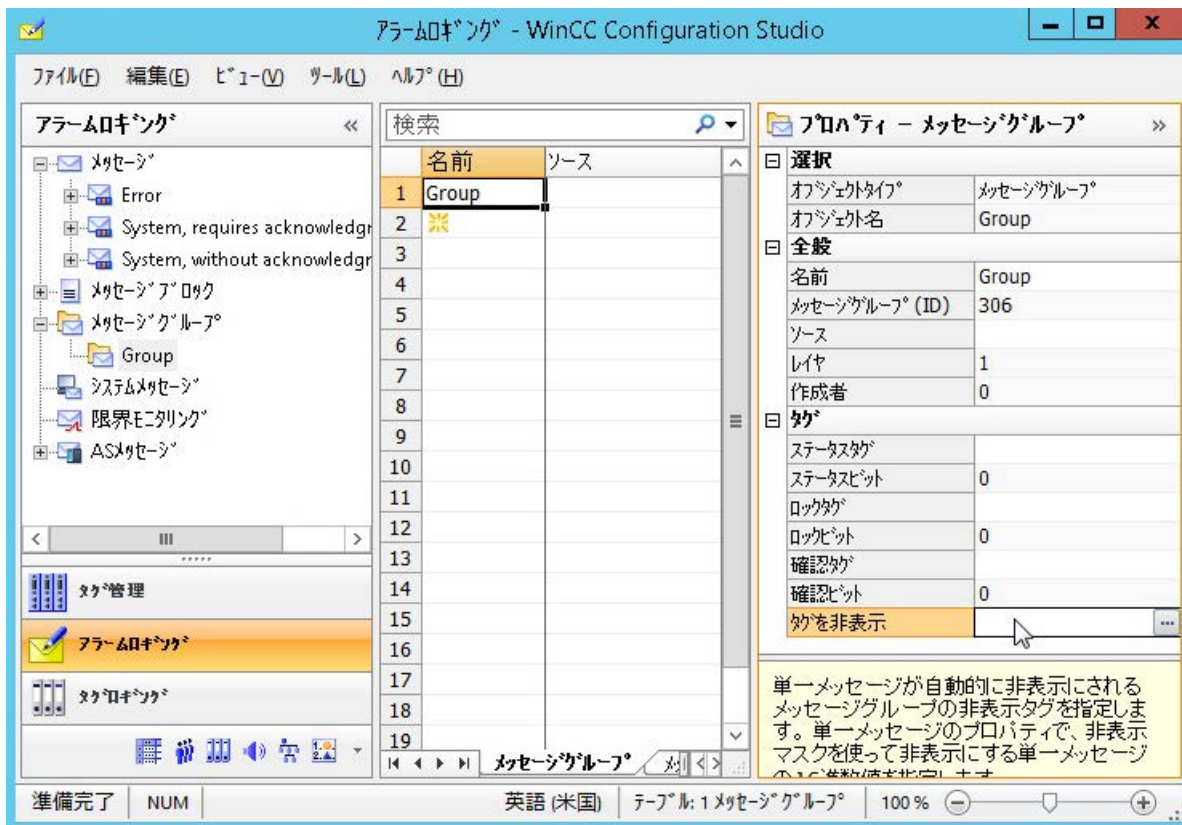 アラームロギング - WinCC Configuration Studio
ファイル(F) 編集(E) ビュー(V) ツール(L) ヘルプ(H)
アラームロギング «
メッセージ
Error
System, requires acknowledgr
System, without acknowledgr
メッセージブロック
メッセージグループ
Group
システムメッセージ
限界モニタリング
ASメッセージ
タグ管理
アラームロギング
タグロギング
検索
名前 ソース
1 Group
2
3
4
5
6
7
8
9
10
11
12
13
14
15
16
17
18
19
メッセージグループ
プロパティ - メッセージグループ »
選択
オブジェクトタイプ メッセージグループ
オブジェクト名 Group
全般
名前 Group
メッセージグループ(ID) 306
ソース
レイヤ 1
作成者 0
タグ
ステータスタグ
ステータスビット 0
ロックタグ
ロックビット 0
確認タグ
確認ビット 0
タグを非表示 ...
単一メッセージが自動的に非表示にされる
メッセージグループの非表示タグを指定しま
す。単一メッセージのプロパティで、非表示
マスクを使って非表示にする単一メッセージ
準備完了 NUM 英語(米国) テーブル: 1 メッセージグループ 100%